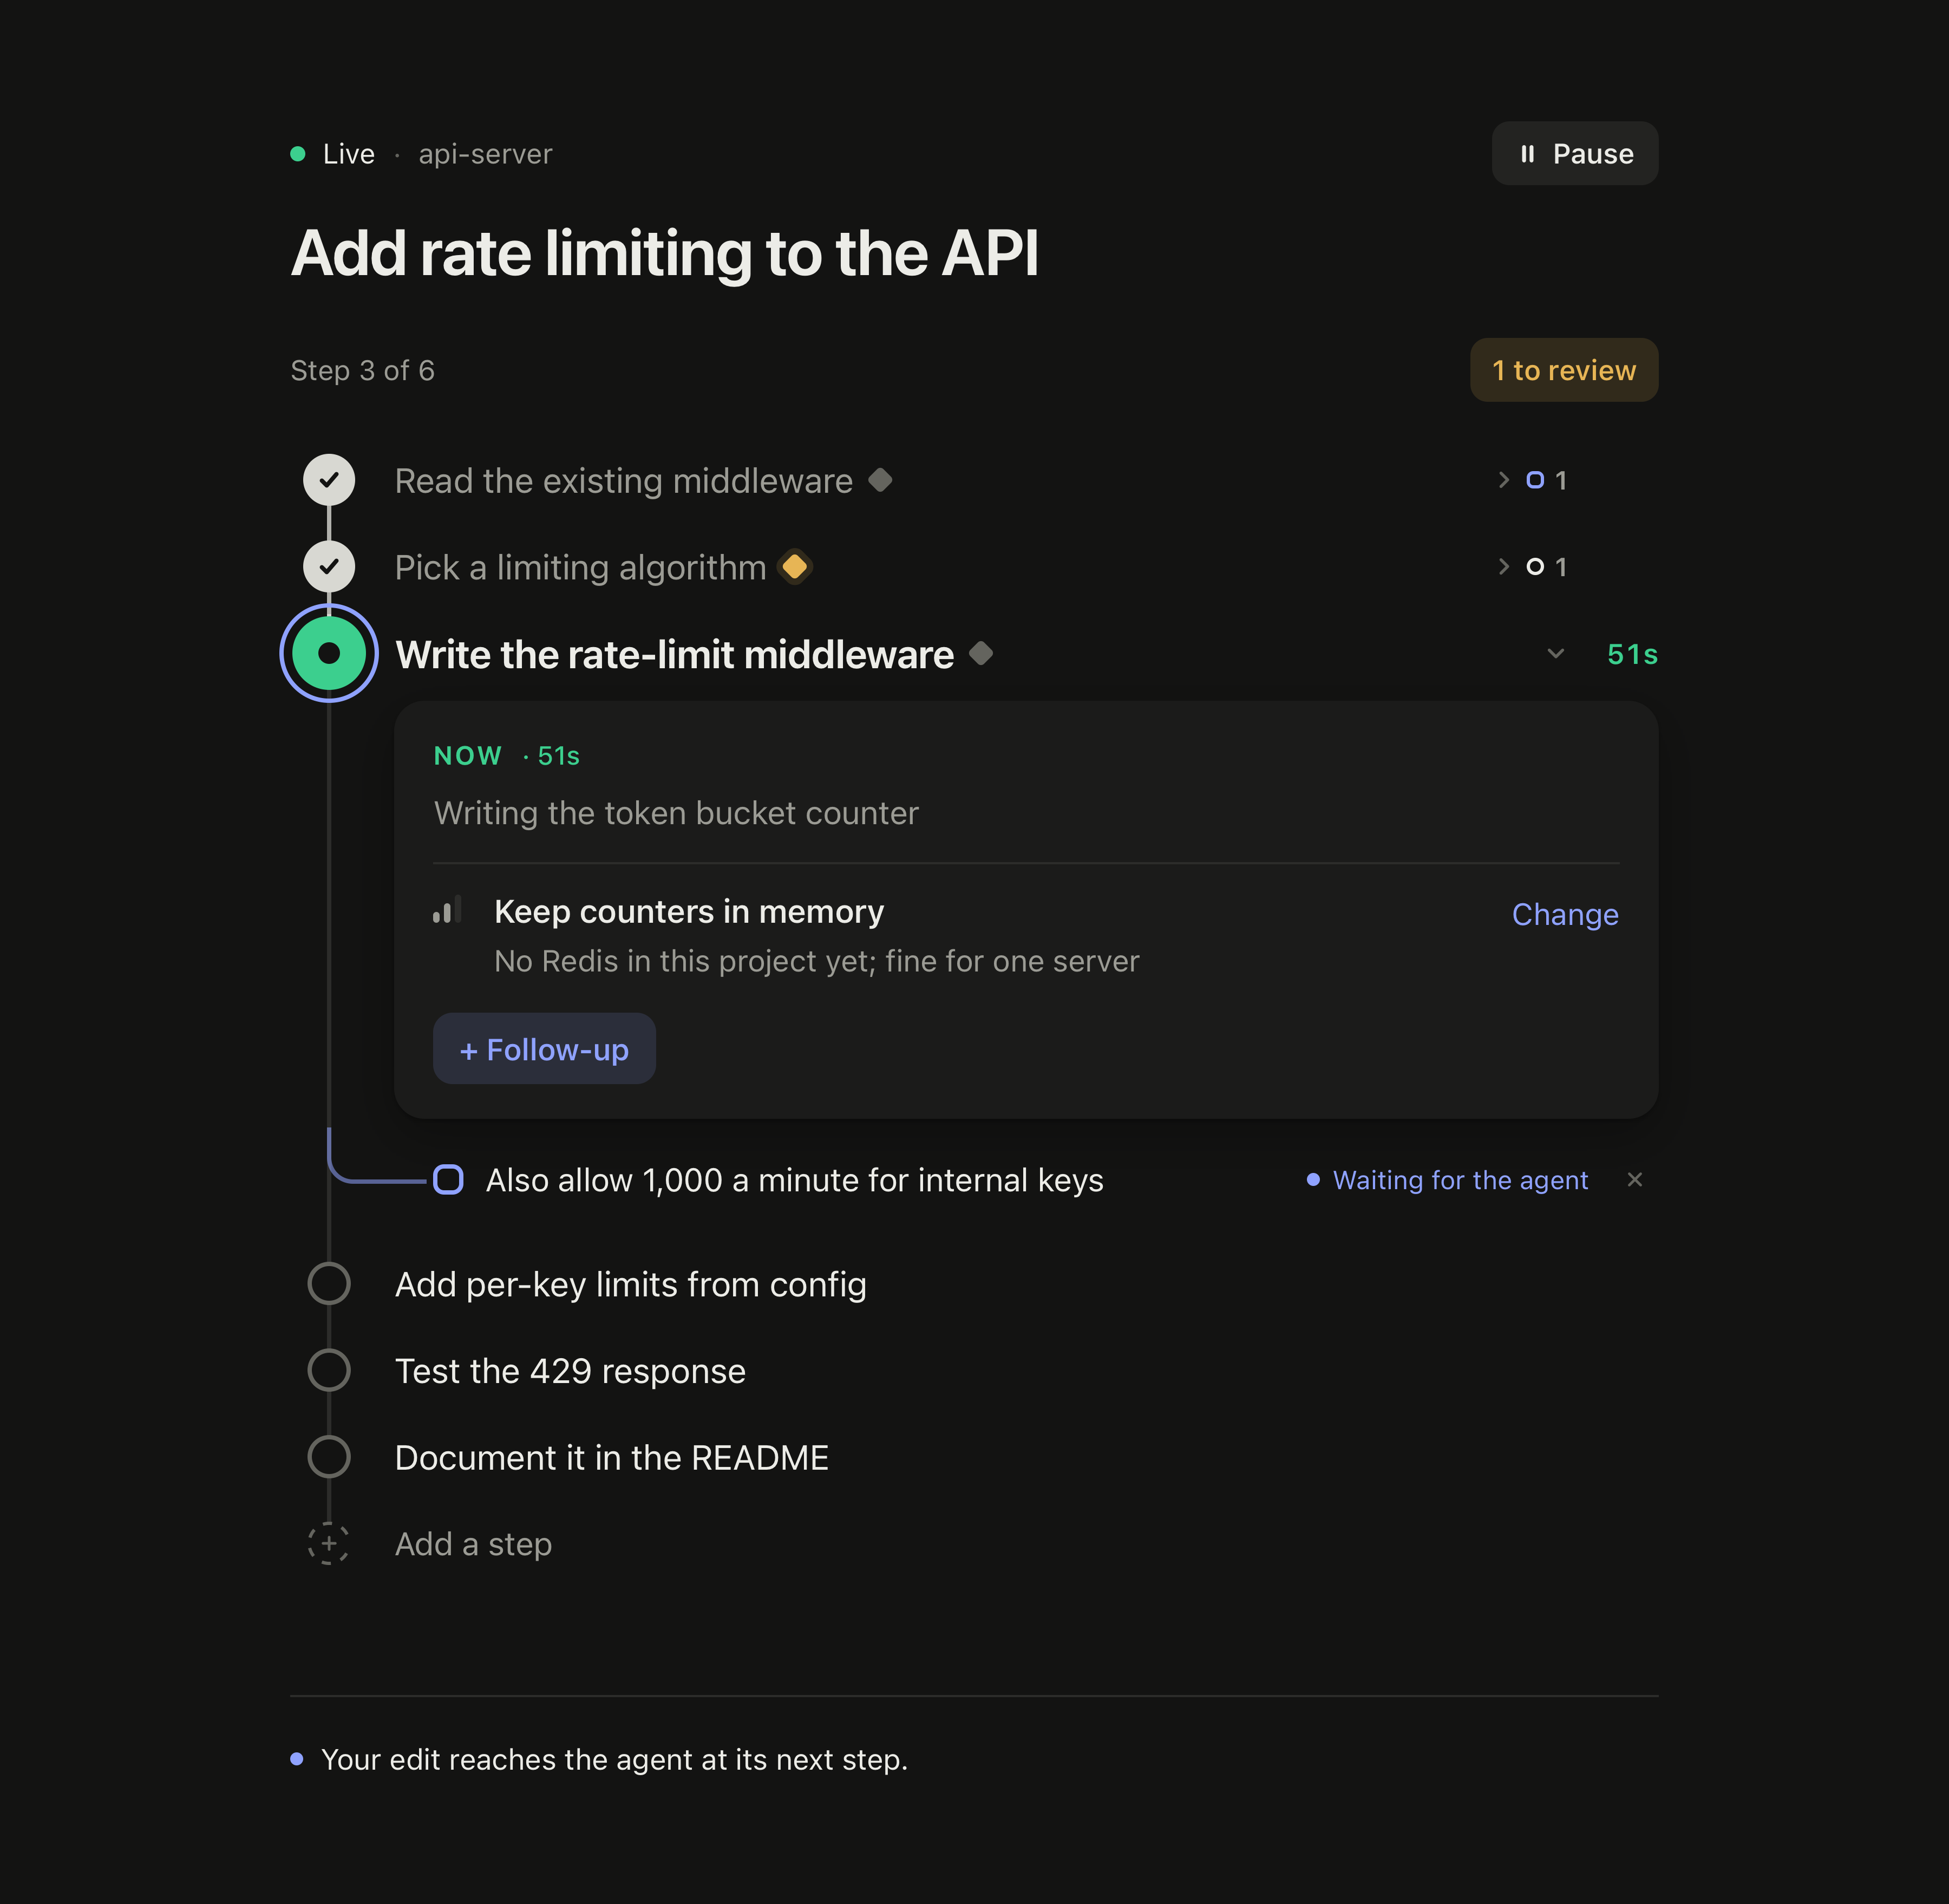 Live · api-server
Pause
Add rate limiting to the API
Step 3 of 6
1 to review
Read the existing middleware
1
Pick a limiting algorithm
1
Write the rate-limit middleware
51s
NOW · 51s
Writing the token bucket counter
Keep counters in memory
Change
No Redis in this project yet; fine for one server
+ Follow-up
Also allow 1,000 a minute for internal keys
Waiting for the agent
Add per-key limits from config
Test the 429 response
Document it in the README
Add a step
Your edit reaches the agent at its next step.